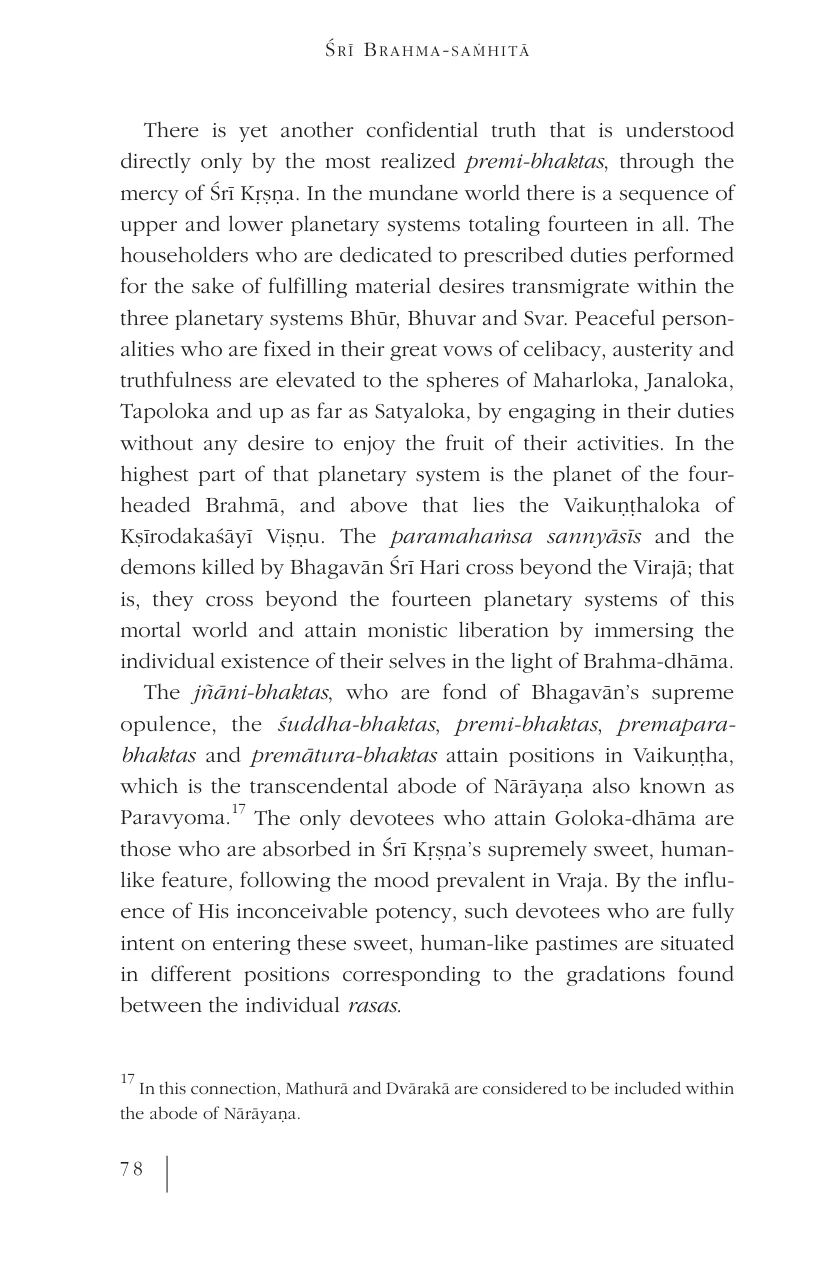 ŚRĪ BRAHMA-SAṀHITĀ
There is yet another confidential truth that is understood
directly only by the most realized premi-bhaktas, through the
mercy of Śrī Kṛṣṇa. In the mundane world there is a sequence of
upper and lower planetary systems totaling fourteen in all. The
householders who are dedicated to prescribed duties performed
for the sake of fulfilling material desires transmigrate within the
three planetary systems Bhūr, Bhuvar and Svar. Peaceful person-
alities who are fixed in their great vows of celibacy, austerity and
truthfulness are elevated to the spheres of Maharloka, Janaloka,
Tapoloka and up as far as Satyaloka, by engaging in their duties
without any desire to enjoy the fruit of their activities. In the
highest part of that planetary system is the planet of the four-
headed Brahmā, and above that lies the Vaikuṇṭhaloka of
Kṣīrodakaśāyī Viṣṇu. The paramahaṁsa sannyāsīs and the
demons killed by Bhagavān Śrī Hari cross beyond the Virajā; that
is, they cross beyond the fourteen planetary systems of this
mortal world and attain monistic liberation by immersing the
individual existence of their selves in the light of Brahma-dhāma.
The jñāni-bhaktas, who are fond of Bhagavān's supreme
opulence, the śuddha-bhaktas, premi-bhaktas, premapara-
bhaktas and premātura-bhaktas attain positions in Vaikuṇṭha,
which is the transcendental abode of Nārāyaṇa also known as
Paravyoma.17 The only devotees who attain Goloka-dhāma are
those who are absorbed in Śrī Kṛṣṇa's supremely sweet, human-
like feature, following the mood prevalent in Vraja. By the influ-
ence of His inconceivable potency, such devotees who are fully
intent on entering these sweet, human-like pastimes are situated
in different positions corresponding to the gradations found
between the individual rasas.
17 In this connection, Mathurā and Dvārakā are considered to be included within
the abode of Nārāyaṇa.
78